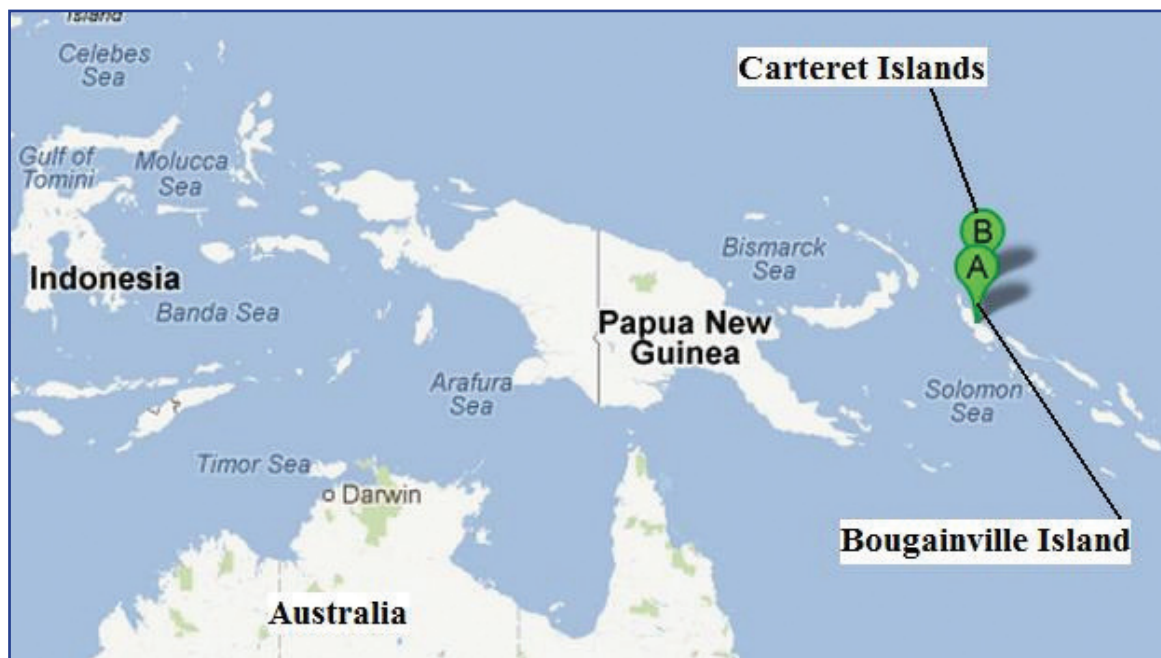 Island
Celebes
Sea
Carteret Islands
Gulf of
Tomini
Molucca
Sea
B
Bismarck
Sea
A
Indonesia
Banda Sea
Papua New
Guinea
Arafura
Sea
Solomon
Sea
Timor Sea
Darwin
Bougainville Island
Australia